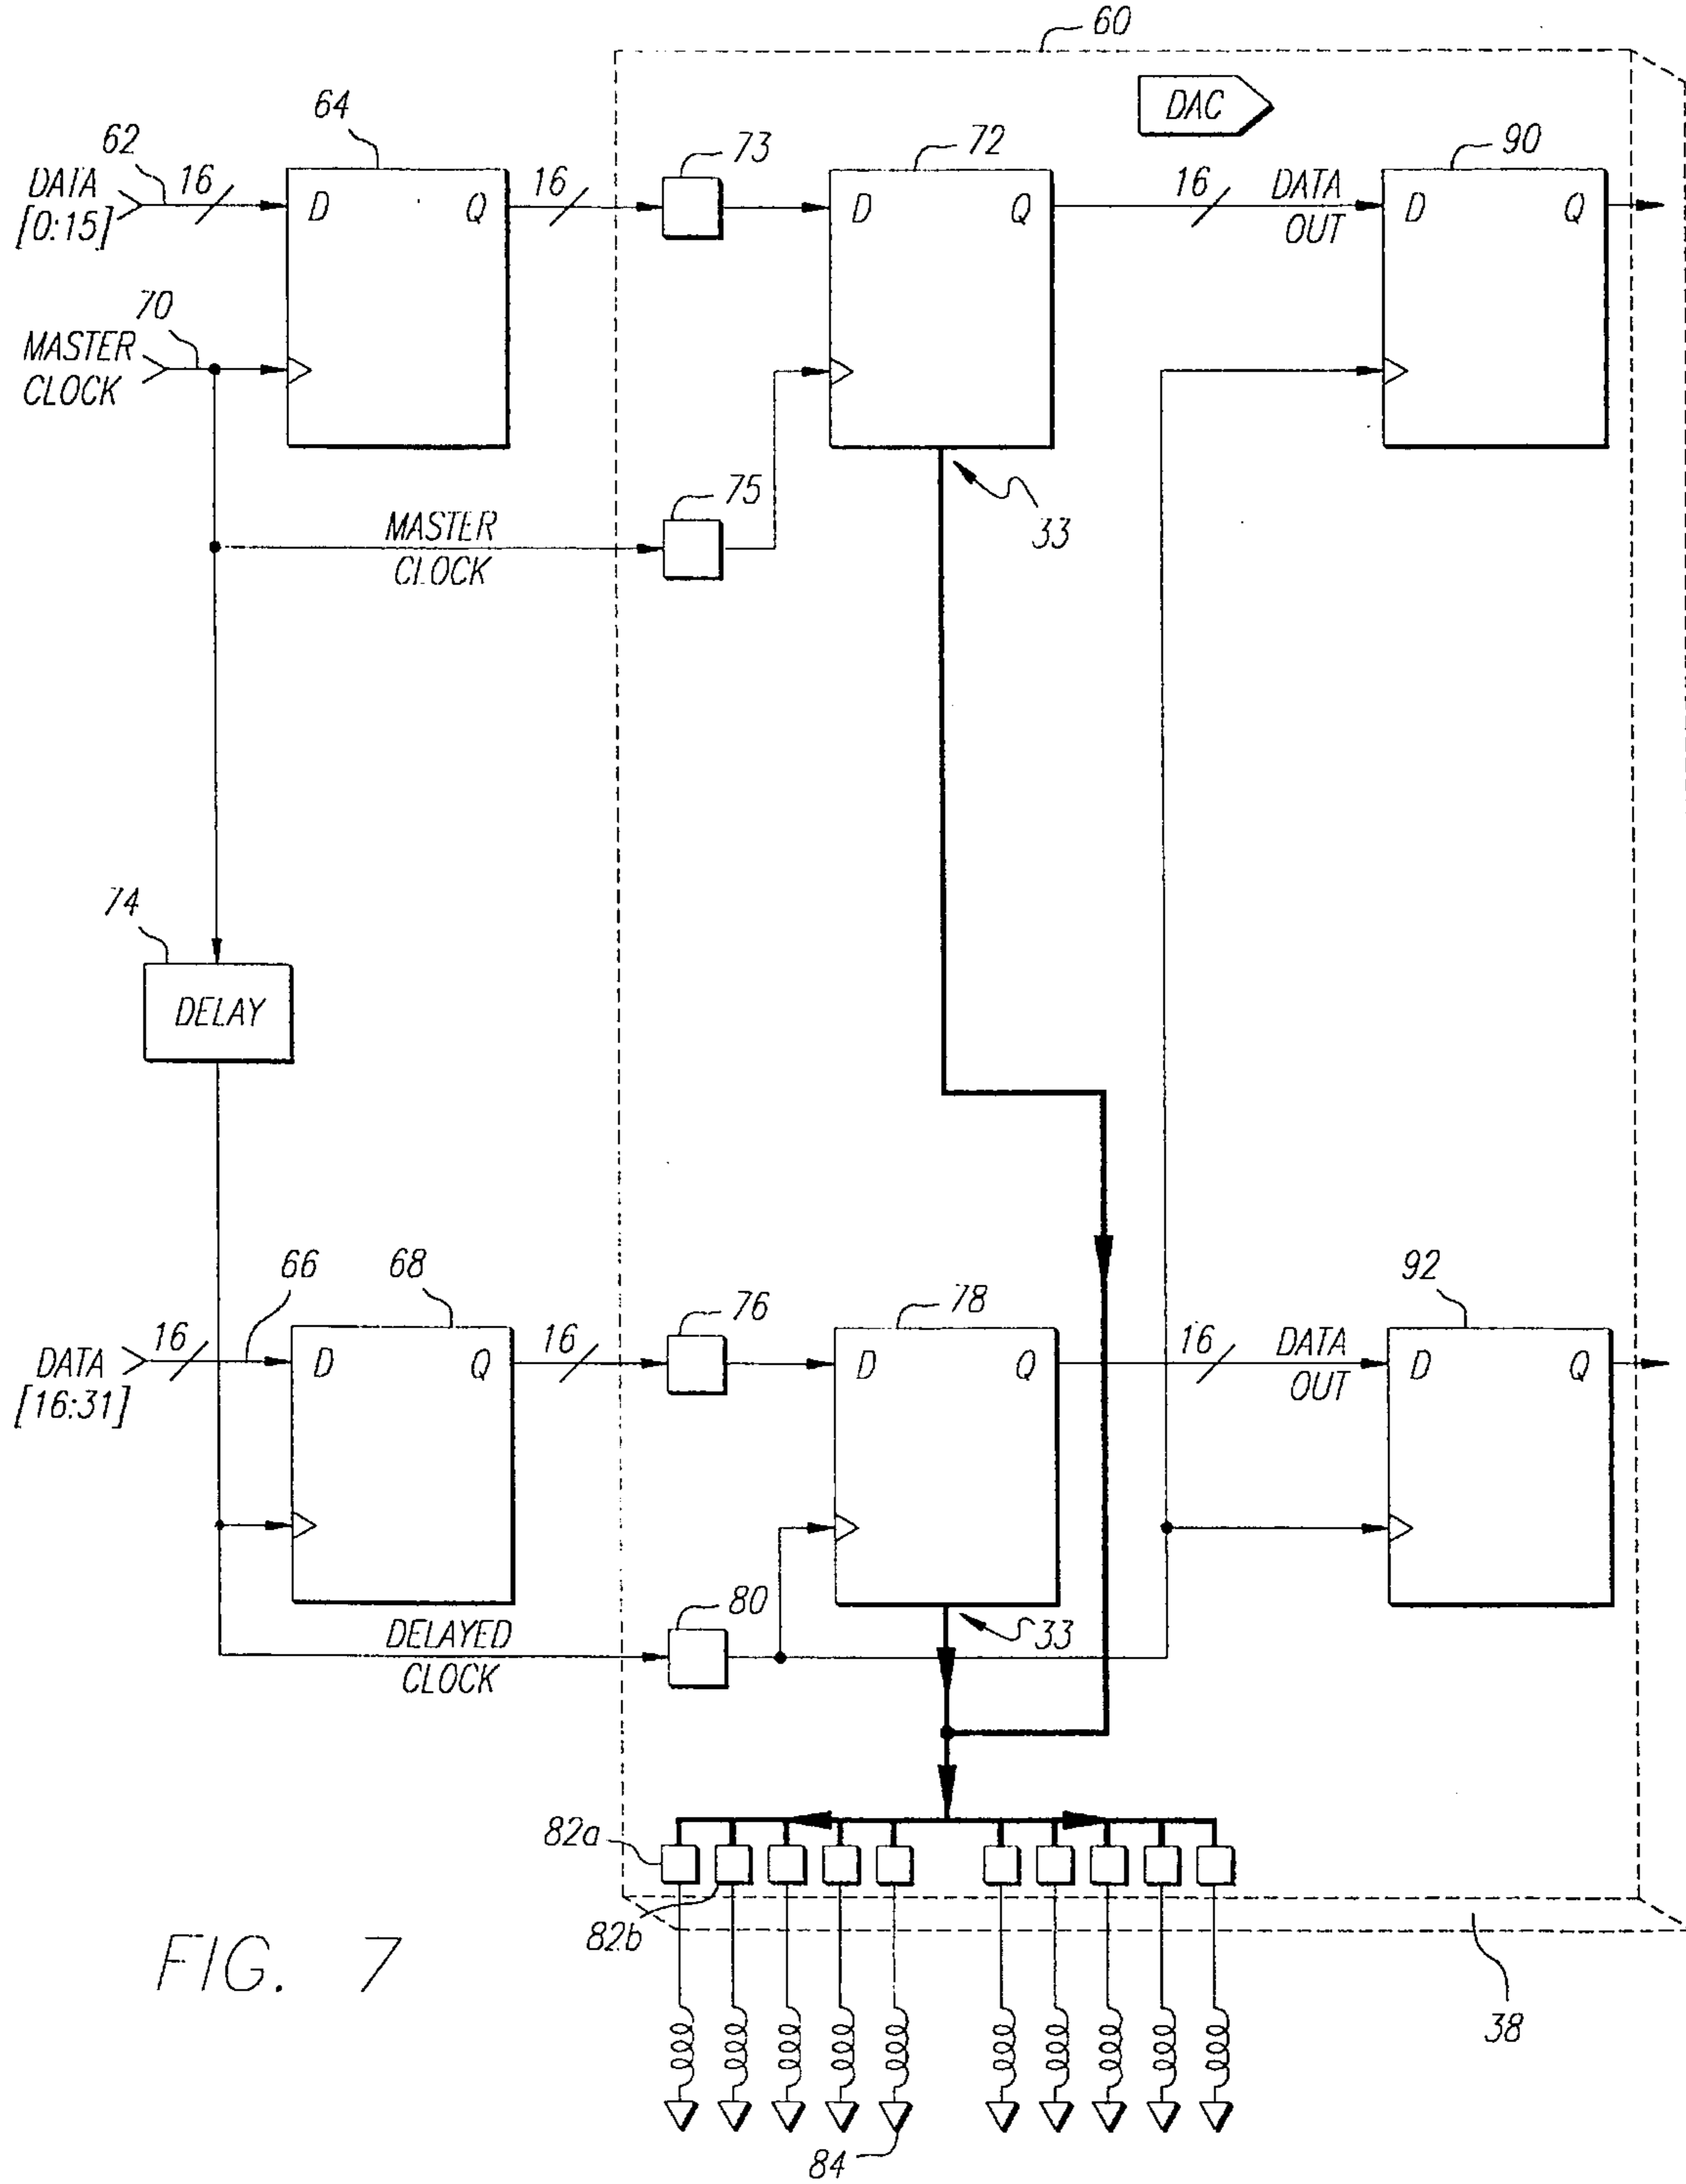 60
DAC
64
73
72
90
62
16
DATA
[0:15]
D Q
16
D Q
16
DATA
OUT
D Q
70
MASTER
CLOCK
75
33
MASTER
CLOCK
74
DELAY
66
68
76
78
92
16
DATA
[16:31]
D Q
16
D Q
16
DATA
OUT
D Q
80
33
DELAYED
CLOCK
82a
82b
FIG. 7
38
84